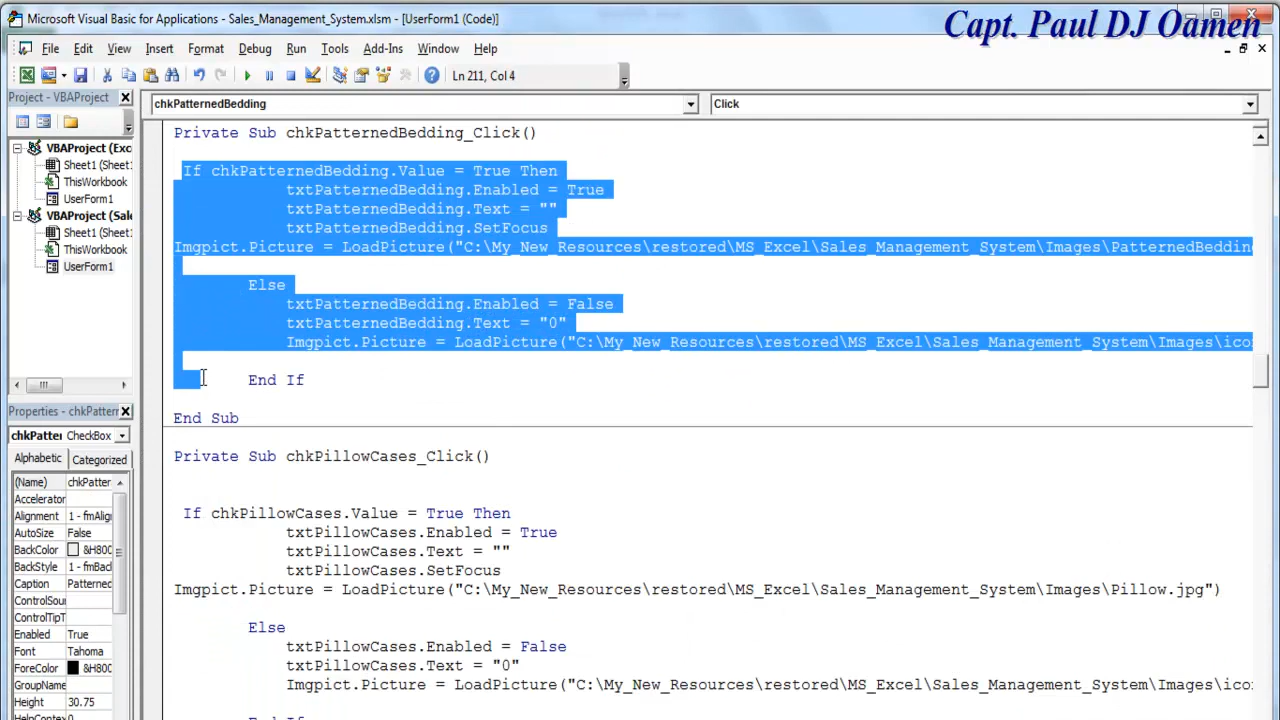 Microsoft Visual Basic for Applications - Sales_Management_System.xlsm - [UserForm1 (Code)]
Capt. Paul DJ Oamen
File Edit View Insert Format Debug Run Tools Add-Ins Window Help
Ln 211, Col 4
Project - VBAProject
chkPatternedBedding
Click
VBAProject (Exc
Sheet1 (Sheet
ThisWorkbook
UserForm1
VBAProject (Sal
Sheet1 (Sheet
ThisWorkbook
UserForm1
Properties - chkPattern
chkPatter CheckBox
Alphabetic Categorized
(Name) chkPatter
Accelerator
Alignment 1 - fmAlig
AutoSize False
BackColor &H800
BackStyle 1 - fmBac
Caption Patterned
ControlSou
ControlTipT
Enabled True
Font Tahoma
ForeColor &H800
GroupName
Height 30.75
HelpContex 0
Private Sub chkPatternedBedding_Click()
If chkPatternedBedding.Value = True Then
txtPatternedBedding.Enabled = True
txtPatternedBedding.Text = ""
txtPatternedBedding.SetFocus
Imgpict.Picture = LoadPicture("C:\My_New_Resources\restored\MS_Excel\Sales_Management_System\Images\PatternedBedding
Else
txtPatternedBedding.Enabled = False
txtPatternedBedding.Text = "0"
Imgpict.Picture = LoadPicture("C:\My_New_Resources\restored\MS_Excel\Sales_Management_System\Images\ico
End If
End Sub
Private Sub chkPillowCases_Click()
If chkPillowCases.Value = True Then
txtPillowCases.Enabled = True
txtPillowCases.Text = ""
txtPillowCases.SetFocus
Imgpict.Picture = LoadPicture("C:\My_New_Resources\restored\MS_Excel\Sales_Management_System\Images\Pillow.jpg")
Else
txtPillowCases.Enabled = False
txtPillowCases.Text = "0"
Imgpict.Picture = LoadPicture("C:\My_New_Resources\restored\MS_Excel\Sales_Management_System\Images\ico
End If